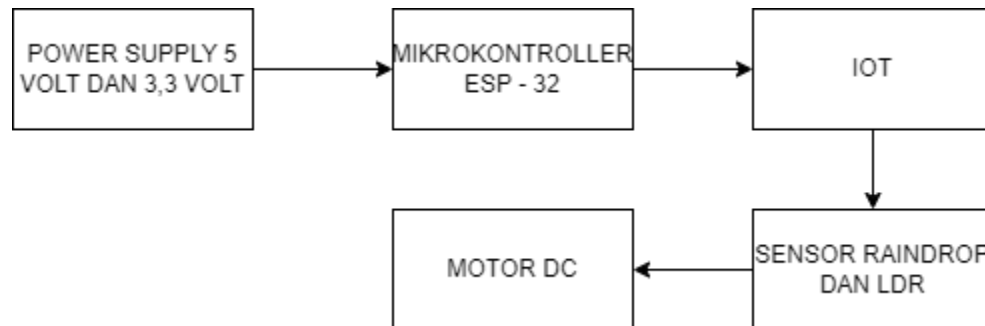 POWER SUPPLY 5
VOLT DAN 3,3 VOLT
MIKROKONTROLLER
ESP - 32
IOT
MOTOR DC
SENSOR RAINDROP
DAN LDR